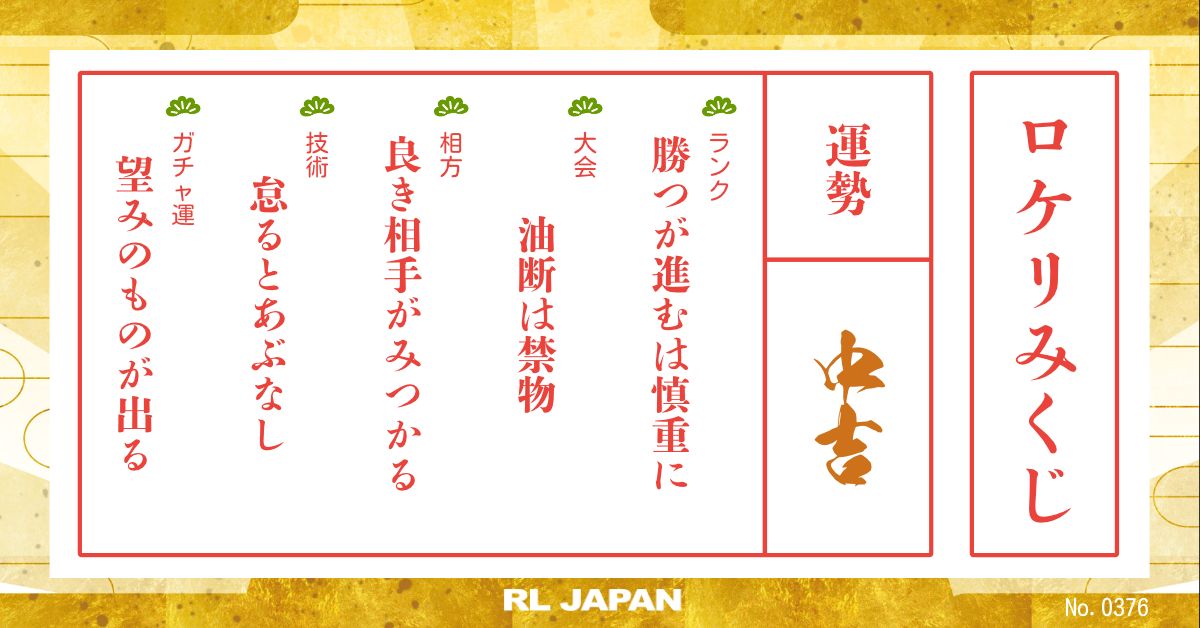 ロケリみくじ
運勢
中吉
ランク
勝つが進むは慎重に
大会
油断は禁物
相方
良き相手がみつかる
技術
怠るとあぶなし
ガチャ運
望みのものが出る
RL JAPAN
No. 0376